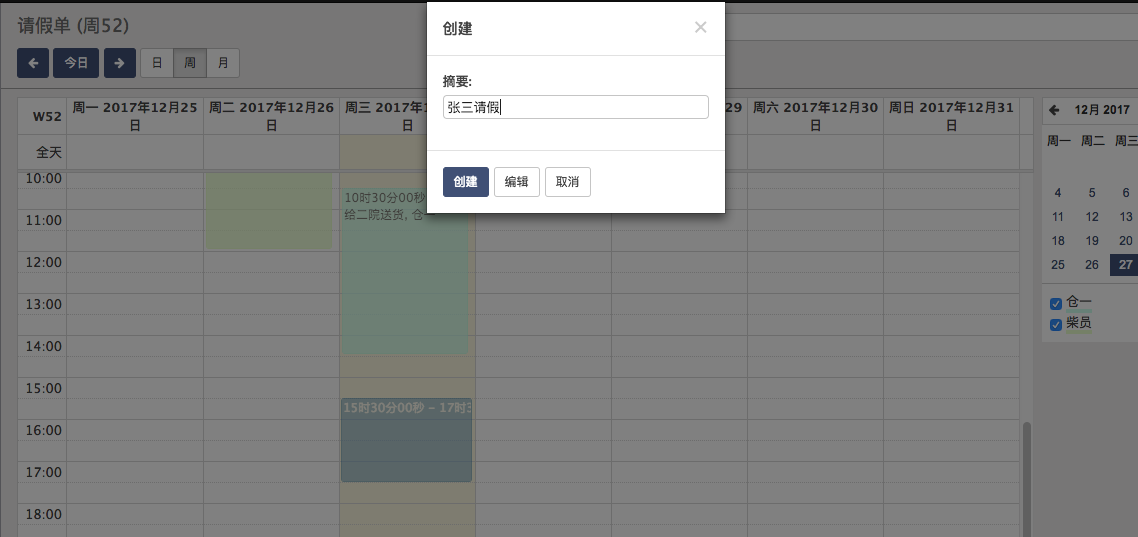 请假单 (周52)
今日
日 周 月
创建
×
摘要:
张三请假
创建 编辑 取消
W52
周一 2017年12月25日
周二 2017年12月26日
周三 2017年1
日
29
周六 2017年12月30日
周日 2017年12月31日
全天
10:00
11:00
12:00
13:00
14:00
15:00
16:00
17:00
18:00
10时30分00秒
给二院送货, 仓一
15时30分00秒 - 17时3
12月 2017
周一 周二 周三
4 5 6
11 12 13
18 19 20
25 26 27
仓一
柴员